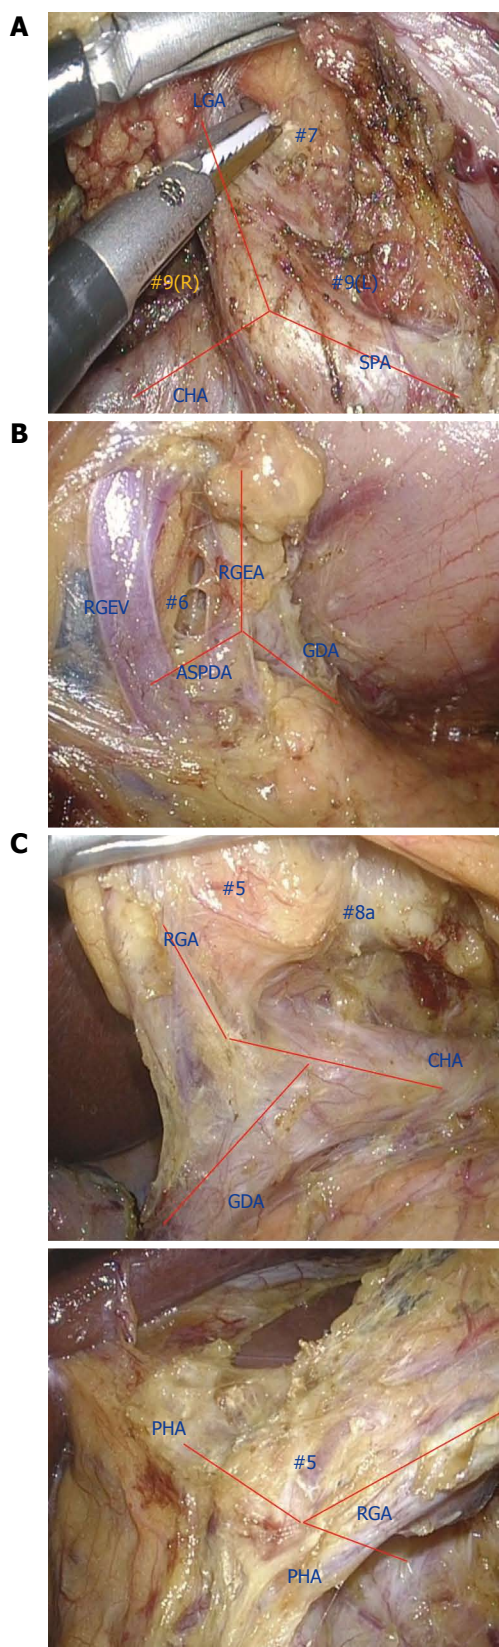 A
LGA
#7
#9(R)
#9(L)
SPA
CHA
B
RGEA
RGEV
#6
GDA
ASPDA
C
#5
#8a
RGA
CHA
GDA
PHA
#5
RGA
PHA